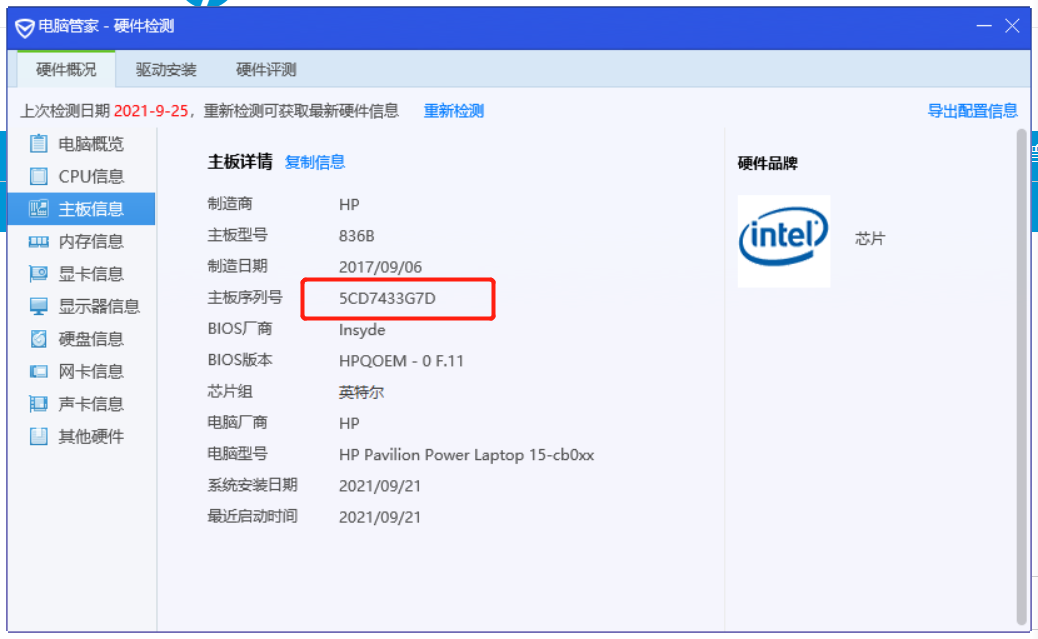 电脑管家 - 硬件检测
硬件概况 驱动安装 硬件评测
上次检测日期 2021-9-25，重新检测可获取最新硬件信息 重新检测 导出配置信息
电脑概览
CPU信息
主板信息
内存信息
显卡信息
显示器信息
硬盘信息
网卡信息
声卡信息
其他硬件
主板详情 复制信息
制造商 HP
主板型号 836B
制造日期 2017/09/06
主板序列号 5CD7433G7D
BIOS厂商 Insyde
BIOS版本 HPQOEM - 0 F.11
芯片组 英特尔
电脑厂商 HP
电脑型号 HP Pavilion Power Laptop 15-cb0xx
系统安装日期 2021/09/21
最近启动时间 2021/09/21
硬件品牌
intel
芯片